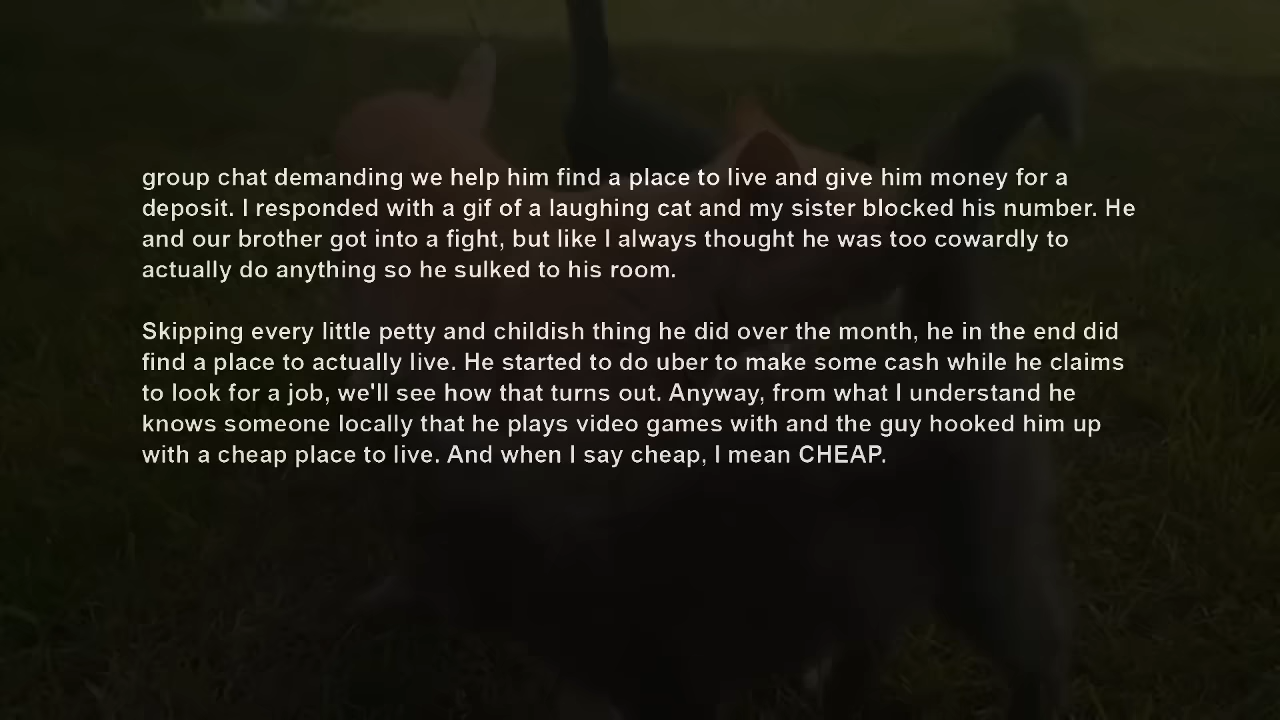 group chat demanding we help him find a place to live and give him money for a
deposit. I responded with a gif of a laughing cat and my sister blocked his number. He
and our brother got into a fight, but like I always thought he was too cowardly to
actually do anything so he sulked to his room.
Skipping every little petty and childish thing he did over the month, he in the end did
find a place to actually live. He started to do uber to make some cash while he claims
to look for a job, we'll see how that turns out. Anyway, from what I understand he
knows someone locally that he plays video games with and the guy hooked him up
with a cheap place to live. And when I say cheap, I mean CHEAP.